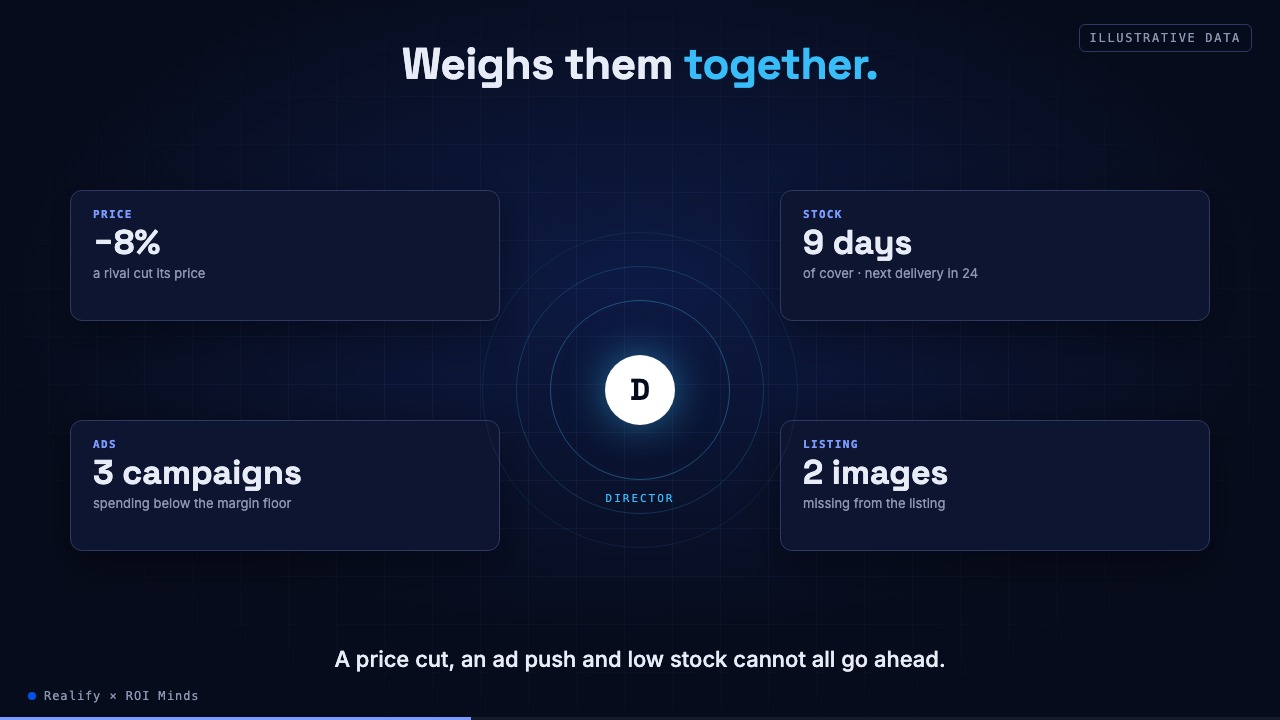 ILLUSTRATIVE DATA
Weighs them together.
PRICE
−8%
a rival cut its price
STOCK
9 days
of cover · next delivery in 24
D
DIRECTOR
ADS
3 campaigns
spending below the margin floor
LISTING
2 images
missing from the listing
A price cut, an ad push and low stock cannot all go ahead.
Realify × ROI Minds